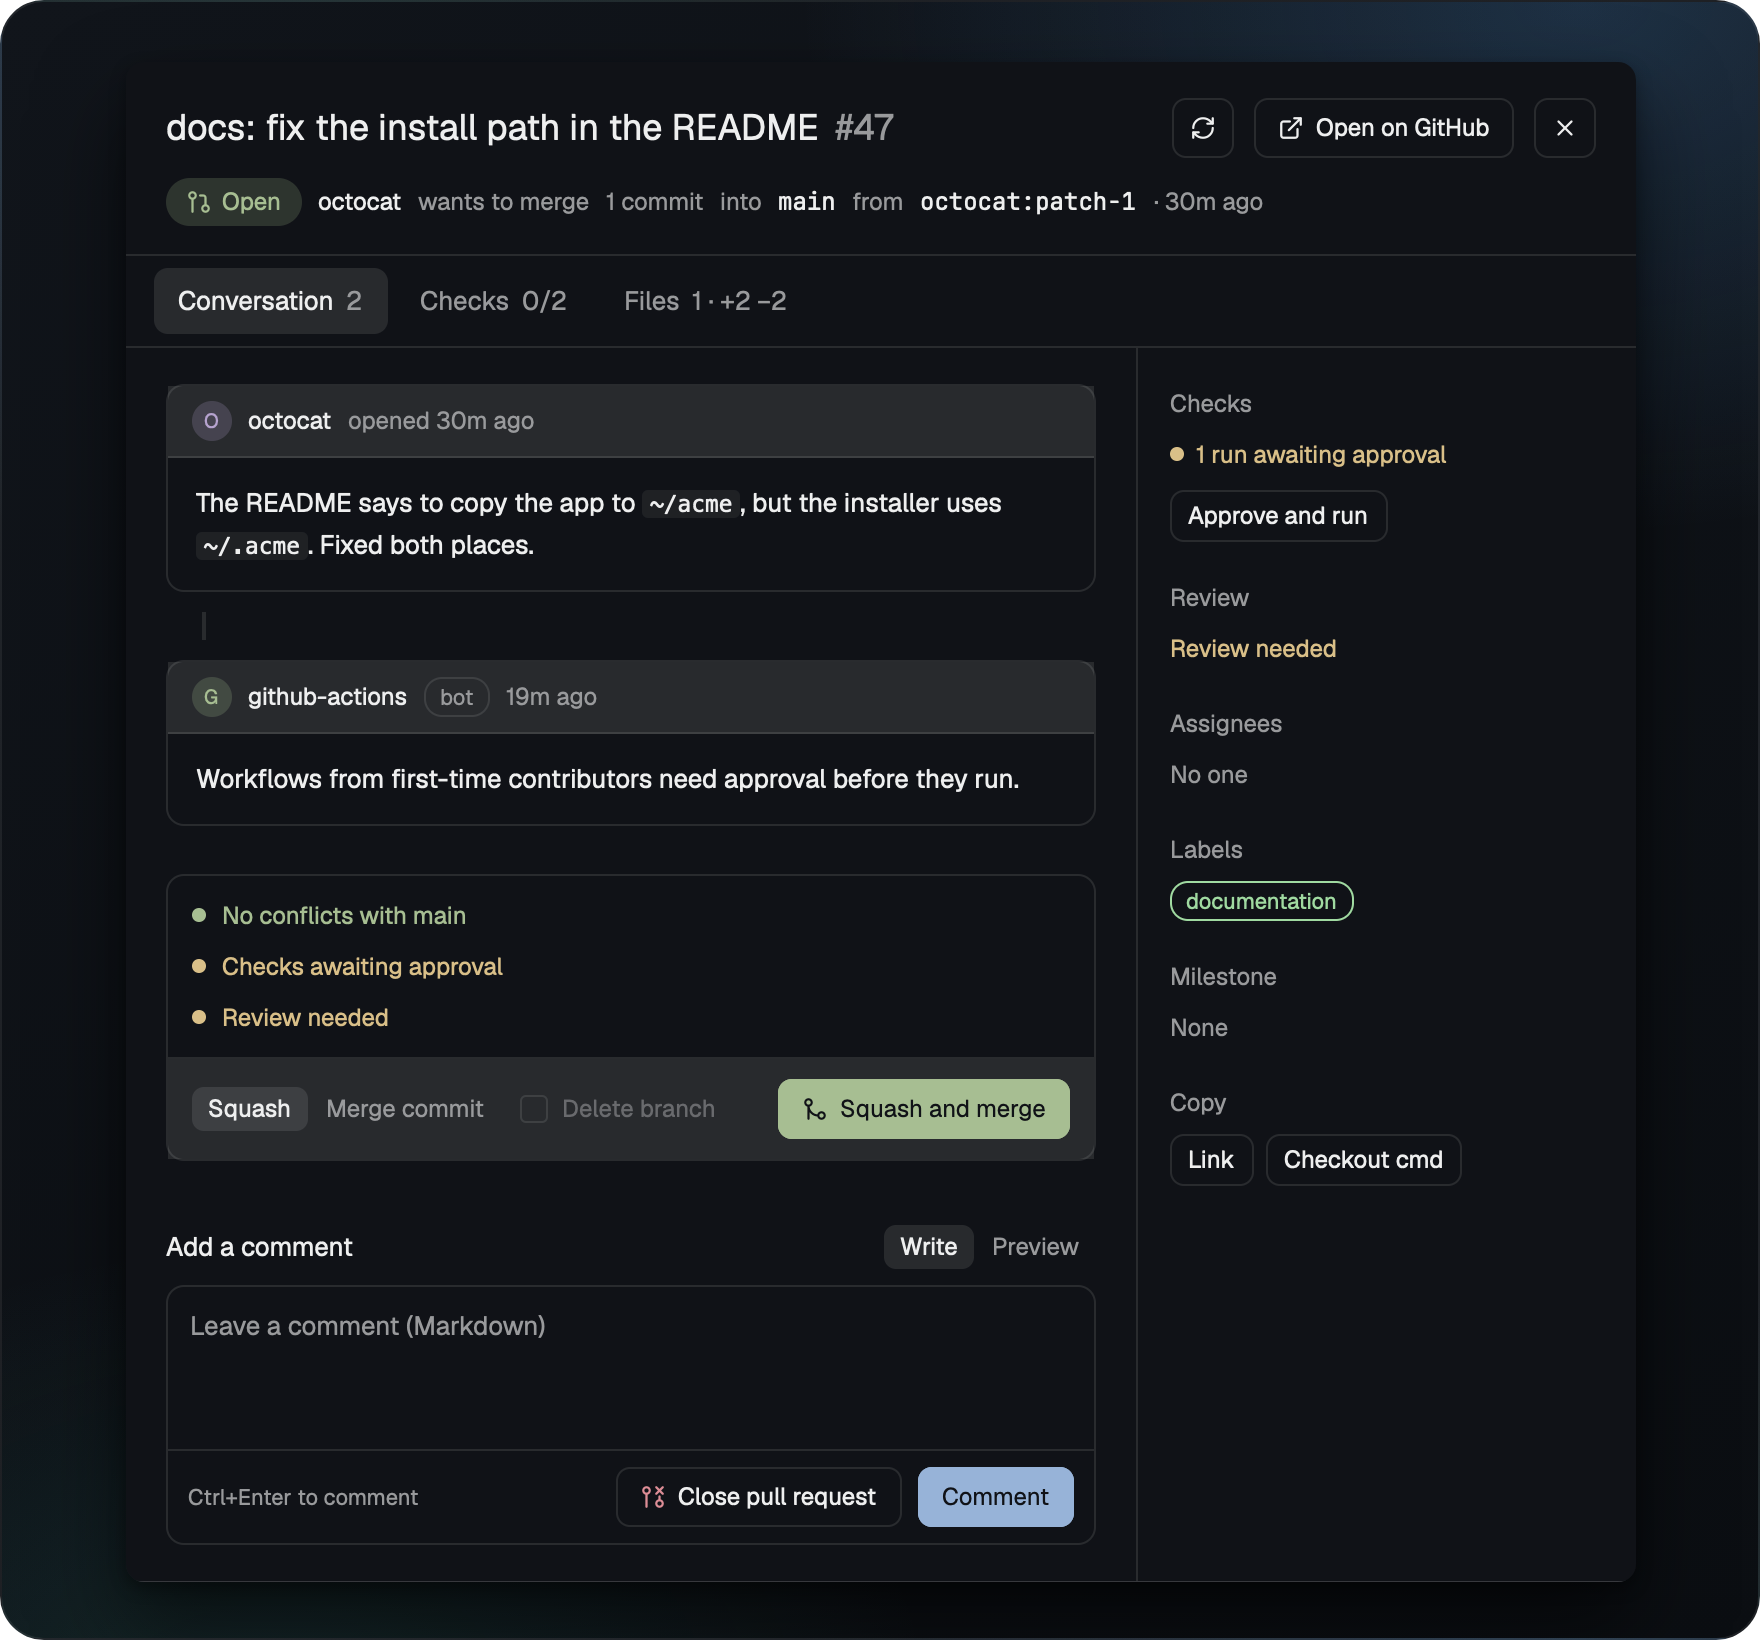 docs: fix the install path in the README #47
Open on GitHub
Open octocat wants to merge 1 commit into main from octocat:patch-1 · 30m ago
Conversation 2
Checks 0/2
Files 1 · +2 −2
O octocat opened 30m ago
The README says to copy the app to ~/acme, but the installer uses
~/.acme. Fixed both places.
G github-actions bot 19m ago
Workflows from first-time contributors need approval before they run.
No conflicts with main
Checks awaiting approval
Review needed
Squash Merge commit Delete branch Squash and merge
Add a comment
Write Preview
Leave a comment (Markdown)
Ctrl+Enter to comment
Close pull request
Comment
Checks
1 run awaiting approval
Approve and run
Review
Review needed
Assignees
No one
Labels
documentation
Milestone
None
Copy
Link Checkout cmd